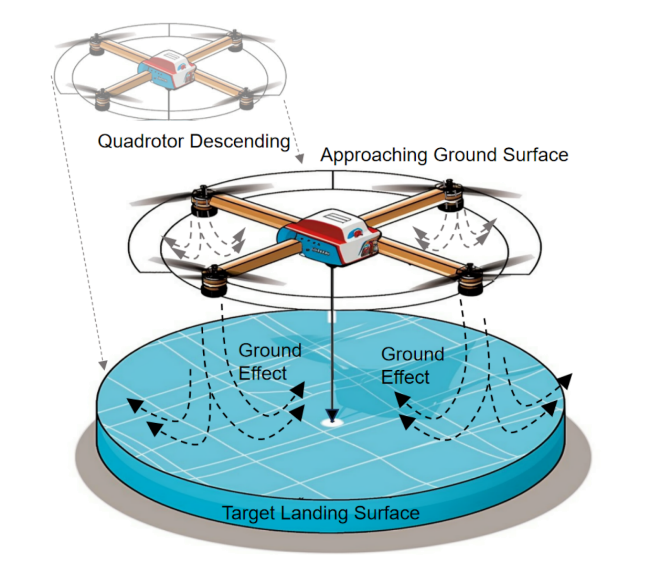 Quadrotor Descending
Approaching Ground Surface
Ground
Effect
Ground
Effect
Target Landing Surface